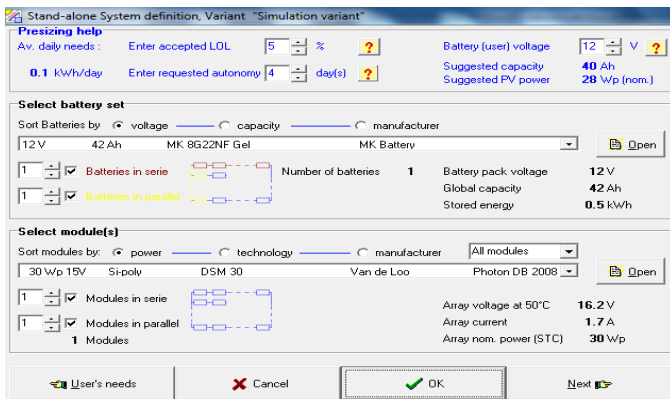 Stand-alone System definition, Variant "Simulation variant"
Presizing help
Av. daily needs : Enter accepted LOL 5 % ? Battery (user) voltage 12 V ?
0.1 kWh/day Enter requested autonomy 4 day(s) ? Suggested capacity 40 Ah
Suggested PV power 28 Wp (nom.)
Select battery set
Sort Batteries by voltage capacity manufacturer
12 V 42 Ah MK 8G22NF Gel MK Battery Open
1 Batteries in serie Number of batteries 1 Battery pack voltage 12 V
Global capacity 42 Ah
1 Batteries in parallel Stored energy 0.5 kWh
Select module(s)
Sort modules by: power technology manufacturer All modules
30 Wp 15V Si-poly DSM 30 Van de Loo Photon DB 2008 Open
1 Modules in serie Array voltage at 50°C 16.2 V
1 Modules in parallel Array current 1.7 A
1 Modules Array nom. power (STC) 30 Wp
User's needs Cancel OK Next